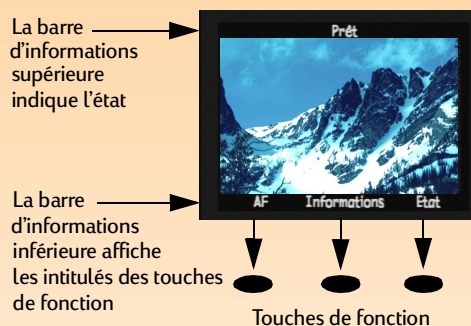 La barre
d'informations
supérieure
indique l'état
Prêt
La barre
d'informations
inférieure affiche
les intitulés des touches
de fonction
AF Informations Etat
Touches de fonction